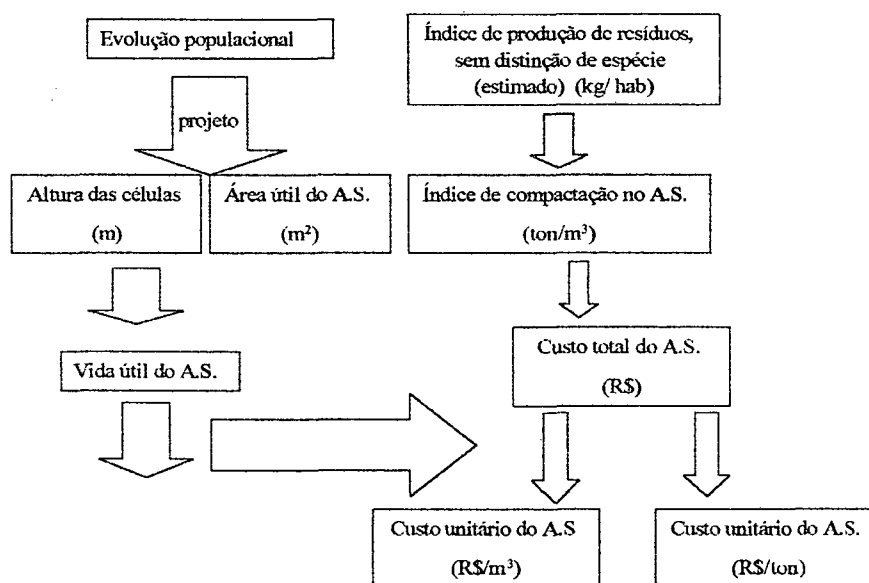 Evolução populacional
Índice de produção de resíduos,
sem distinção de espécie
(estimado) (kg/ hab)
projeto
Altura das células
(m)
Área útil do A.S.
(m²)
Índice de compactação no A.S.
(ton/m³)
Vida útil do A.S.
Custo total do A.S.
(R$)
Custo unitário do A.S
(R$/m³)
Custo unitário do A.S.
(R$/ton)